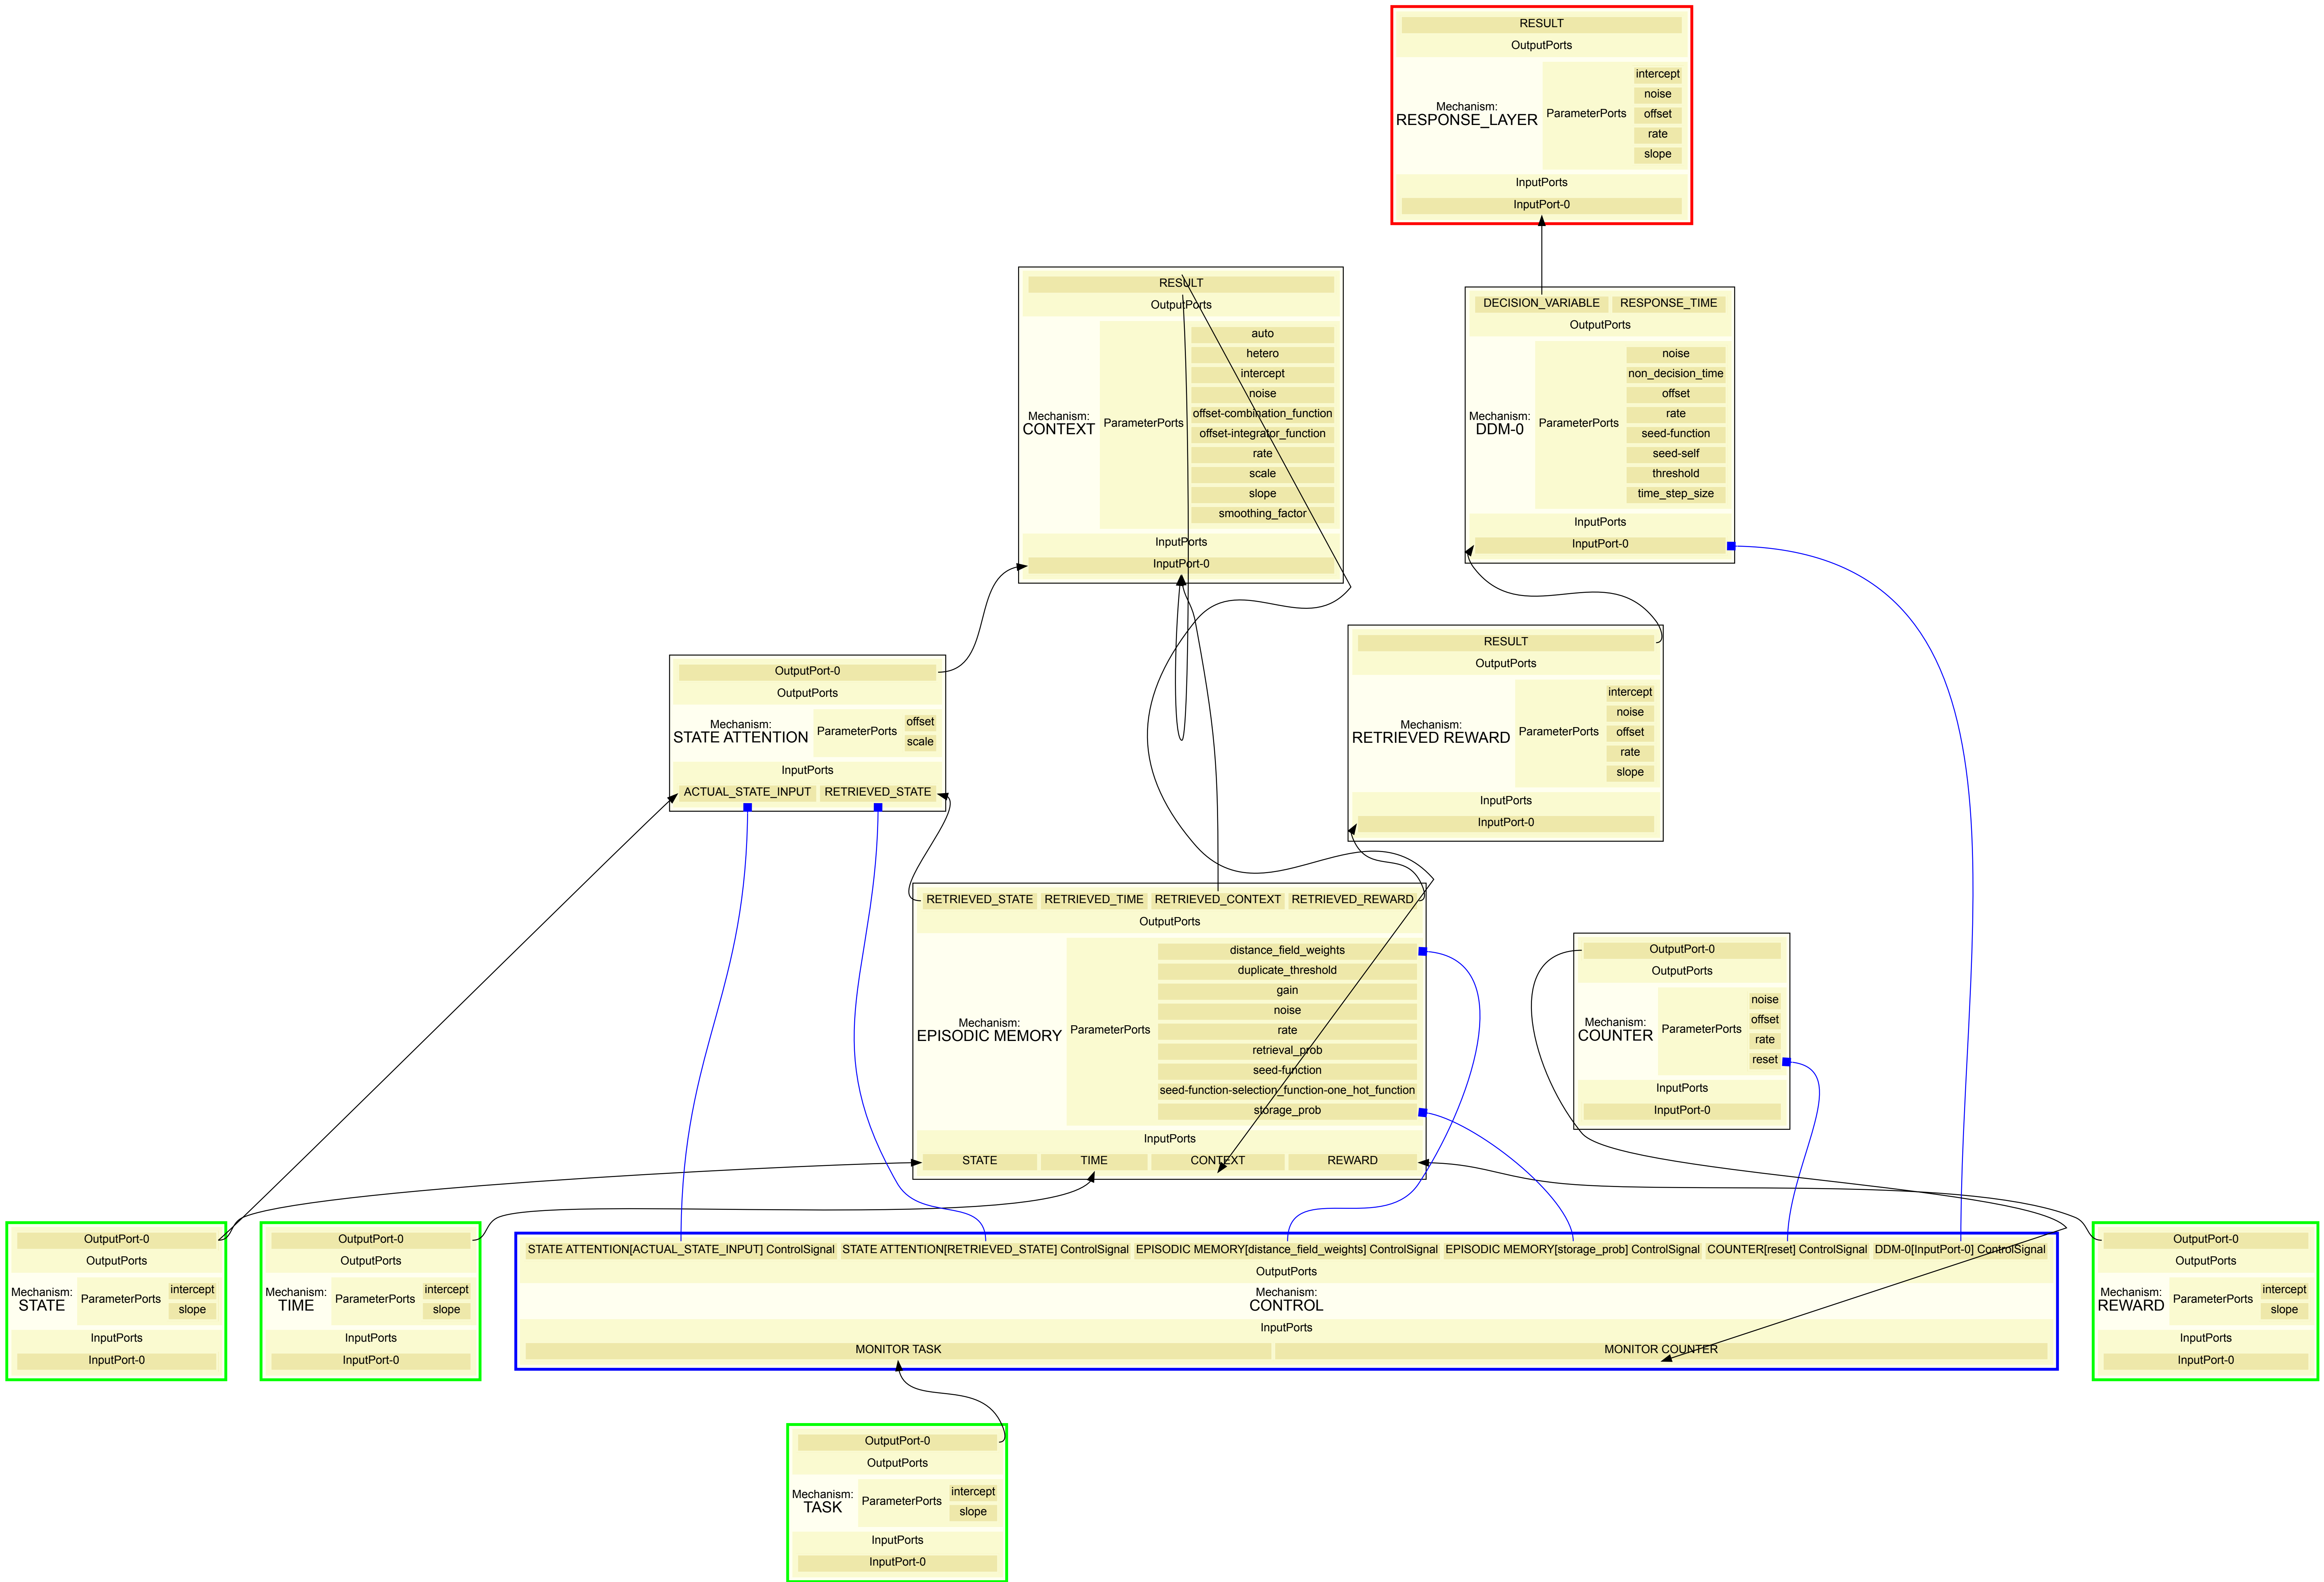 RESULT
OutputPorts
Mechanism:
RESPONSE_LAYER
ParameterPorts
intercept
noise
offset
rate
slope
InputPorts
InputPort-0
RESULT
OutputPorts
Mechanism:
CONTEXT
ParameterPorts
auto
hetero
intercept
noise
offset-combination_function
offset-integrator_function
rate
scale
slope
smoothing_factor
InputPorts
InputPort-0
DECISION_VARIABLE RESPONSE_TIME
OutputPorts
Mechanism:
DDM-0
ParameterPorts
noise
non_decision_time
offset
rate
seed-function
seed-self
threshold
time_step_size
InputPorts
InputPort-0
OutputPort-0
OutputPorts
Mechanism:
STATE ATTENTION
ParameterPorts
offset
scale
InputPorts
ACTUAL_STATE_INPUT RETRIEVED_STATE
RESULT
OutputPorts
Mechanism:
RETRIEVED REWARD
ParameterPorts
intercept
noise
offset
rate
slope
InputPorts
InputPort-0
RETRIEVED_STATE RETRIEVED_TIME RETRIEVED_CONTEXT RETRIEVED_REWARD
OutputPorts
Mechanism:
EPISODIC MEMORY
ParameterPorts
distance_field_weights
duplicate_threshold
gain
noise
rate
retrieval_prob
seed-function
seed-function-selection_function-one_hot_function
storage_prob
InputPorts
STATE TIME CONTEXT REWARD
OutputPort-0
OutputPorts
Mechanism:
COUNTER
ParameterPorts
noise
offset
rate
reset
InputPorts
InputPort-0
OutputPort-0
OutputPorts
Mechanism:
STATE
ParameterPorts
intercept
slope
InputPorts
InputPort-0
OutputPort-0
OutputPorts
Mechanism:
TIME
ParameterPorts
intercept
slope
InputPorts
InputPort-0
STATE ATTENTION[ACTUAL_STATE_INPUT] ControlSignal STATE ATTENTION[RETRIEVED_STATE] ControlSignal EPISODIC MEMORY[distance_field_weights] ControlSignal EPISODIC MEMORY[storage_prob] ControlSignal COUNTER[reset] ControlSignal DDM-0[InputPort-0] ControlSignal
OutputPorts
Mechanism:
CONTROL
InputPorts
MONITOR TASK MONITOR COUNTER
OutputPort-0
OutputPorts
Mechanism:
REWARD
ParameterPorts
intercept
slope
InputPorts
InputPort-0
OutputPort-0
OutputPorts
Mechanism:
TASK
ParameterPorts
intercept
slope
InputPorts
InputPort-0